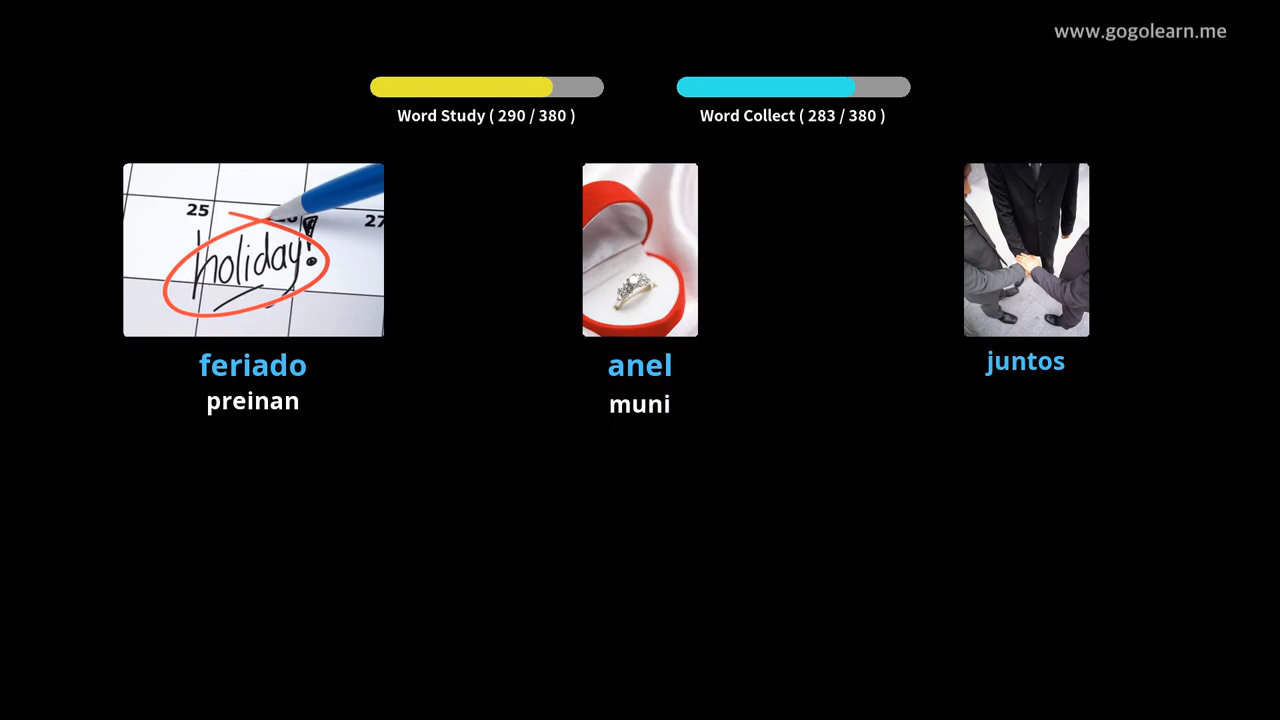 www.gogolearn.me
Word Study ( 290 / 380 )
Word Collect ( 283 / 380 )
25
27
holiday!
feriado
preinan
anel
muni
juntos